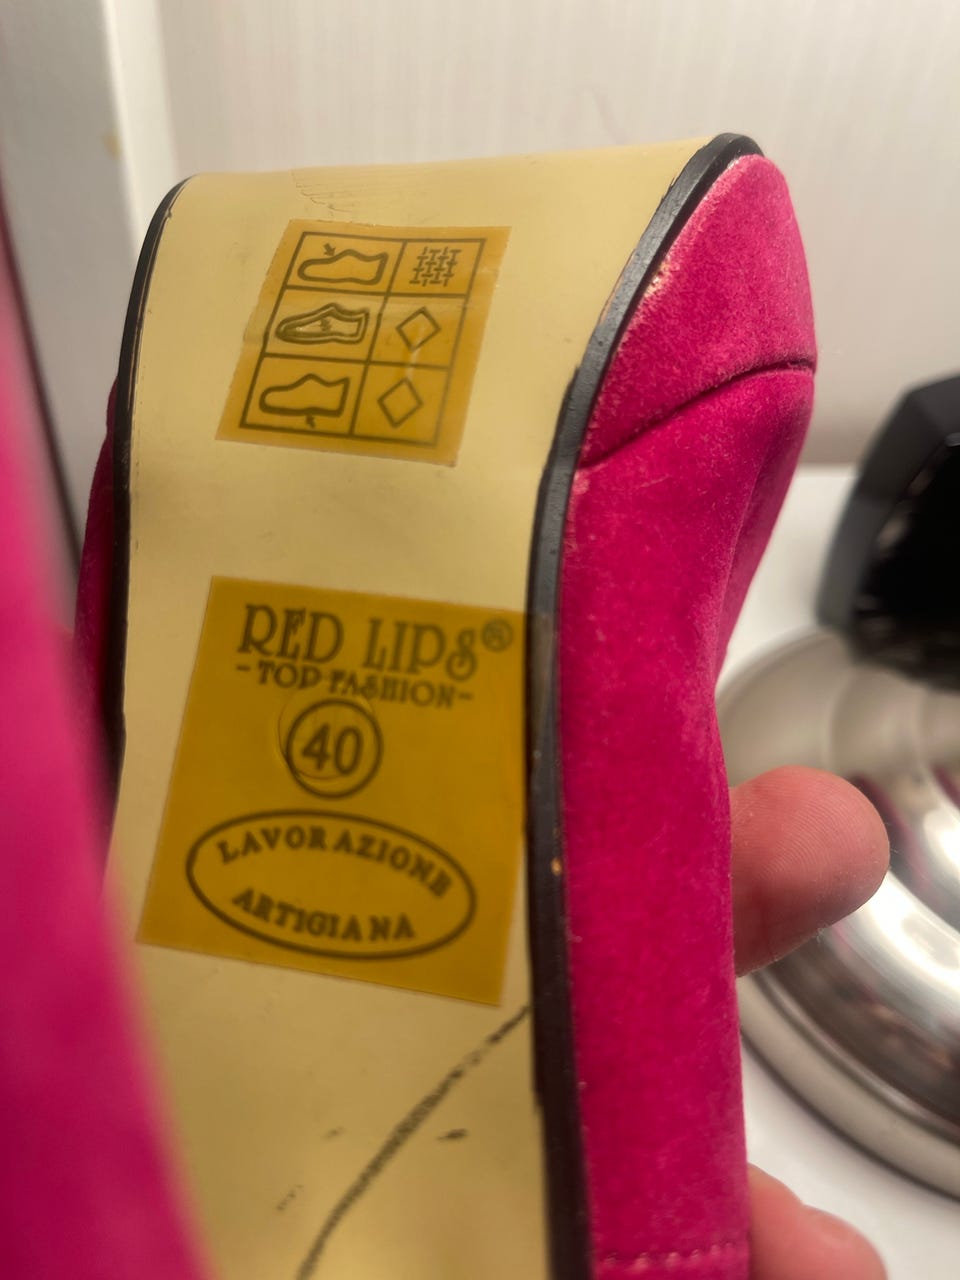 RED LIPS®
-TOP FASHION-
40
LAVORAZIONE
ARTIGIANA